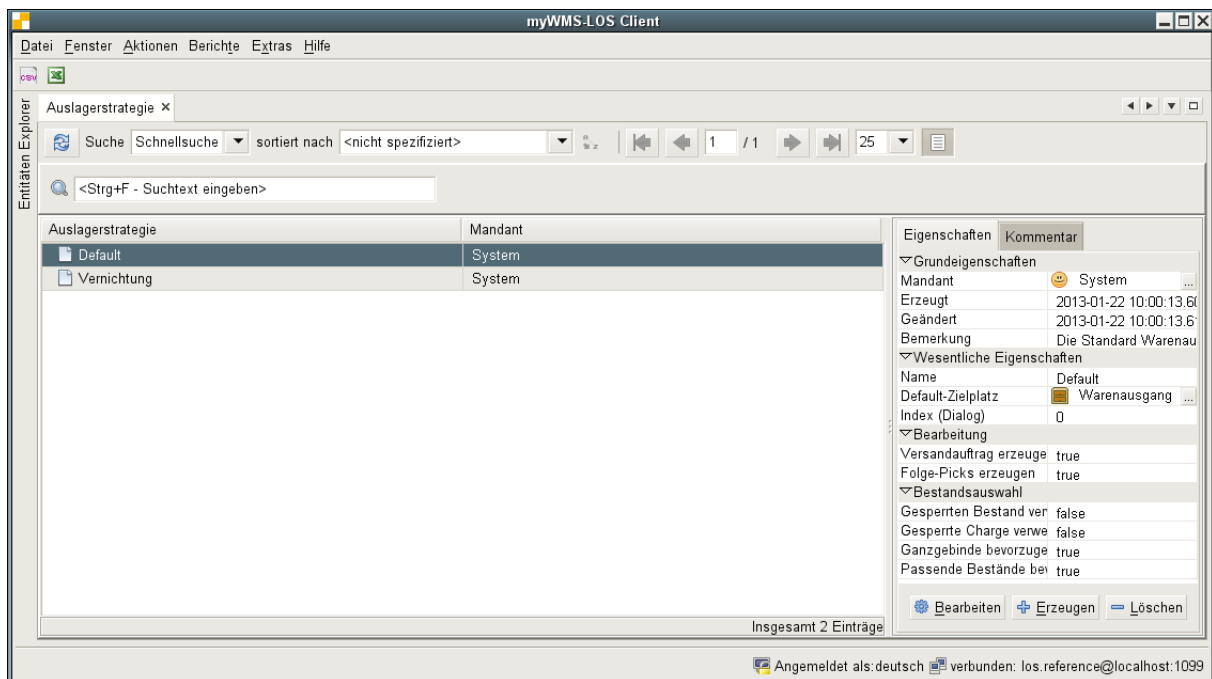 myWMS-LOS Client
Datei Fenster Aktionen Berichte Extras Hilfe
csv
Entitäten Explorer
Auslagerstrategie ×
Suche Schnellsuche sortiert nach <nicht spezifiziert> 1 / 1 25
<Strg+F - Suchtext eingeben>
Auslagerstrategie Mandant
Default System
Vernichtung System
Insgesamt 2 Einträge
Eigenschaften Kommentar
Grundeigenschaften
Mandant System ...
Erzeugt 2013-01-22 10:00:13.60
Geändert 2013-01-22 10:00:13.61
Bemerkung Die Standard Warenau
Wesentliche Eigenschaften
Name Default
Default-Zielplatz Warenausgang ...
Index (Dialog) 0
Bearbeitung
Versandauftrag erzeuge true
Folge-Picks erzeugen true
Bestandsauswahl
Gesperrten Bestand ver false
Gesperrte Charge verwe false
Ganzgebinde bevorzuge true
Passende Bestände bev true
Bearbeiten Erzeugen Löschen
Angemeldet als:deutsch verbunden: los.reference@localhost:1099